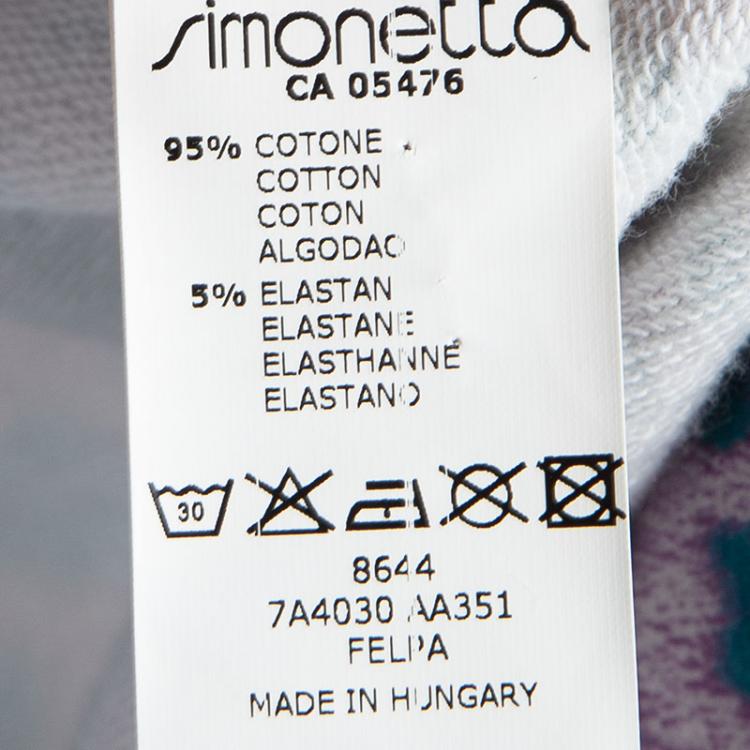 simonetta
CA 05476
95% COTONE
COTTON
COTON
ALGODAO
5% ELASTAN
ELASTANE
ELASTHANNE
ELASTANO
30
8644
7A4030 AA351
FELPA
MADE IN HUNGARY